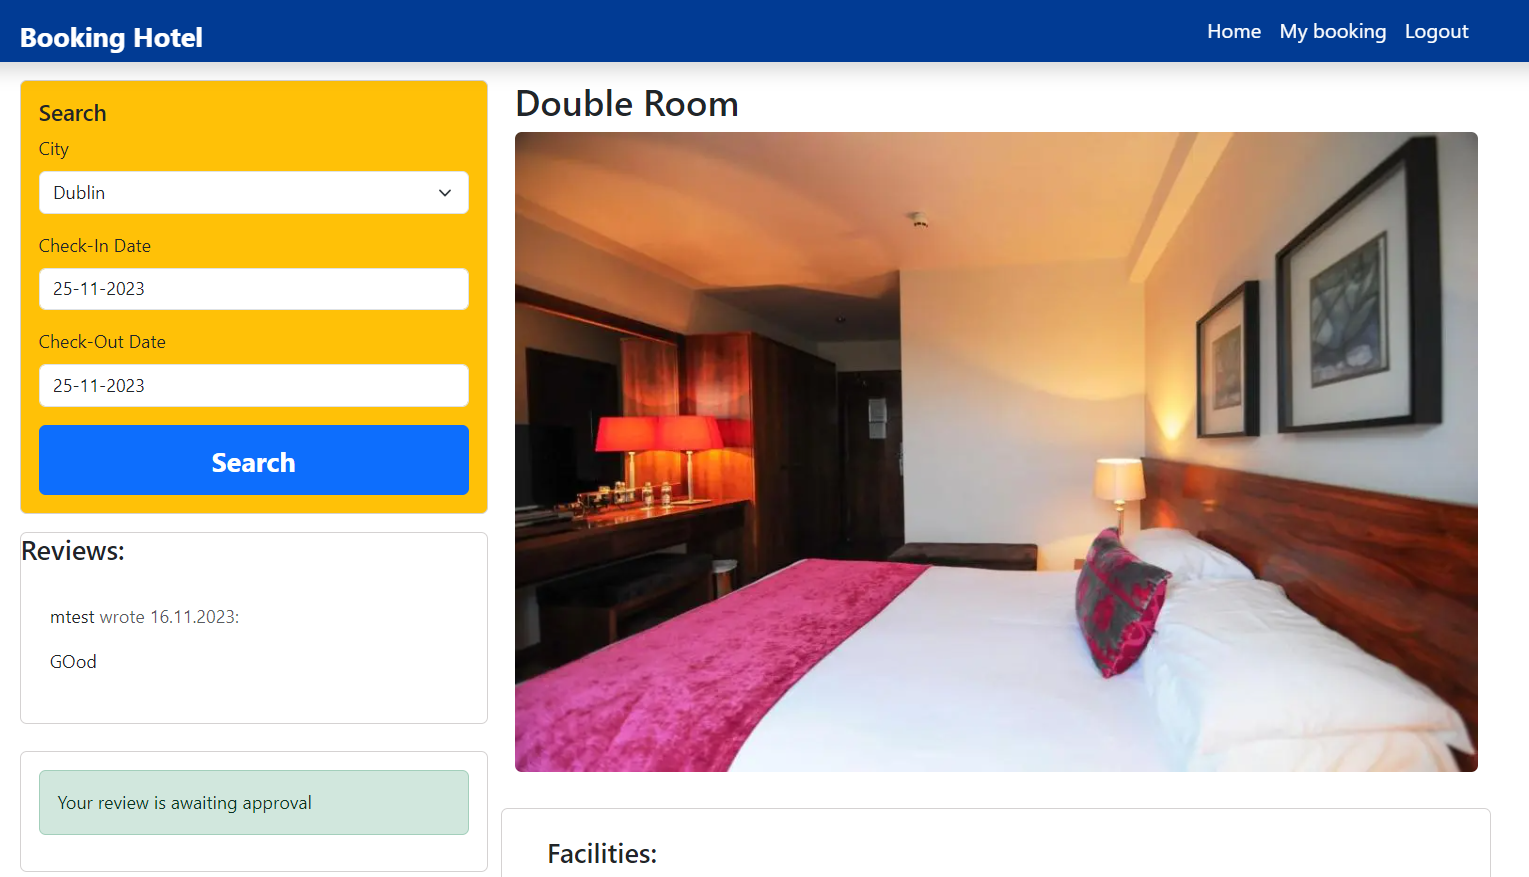 Booking Hotel
Home My booking Logout
Search
City
Dublin
Check-In Date
25-11-2023
Check-Out Date
25-11-2023
Search
Reviews:
mtest wrote 16.11.2023:
GOod
Your review is awaiting approval
Double Room
Facilities: